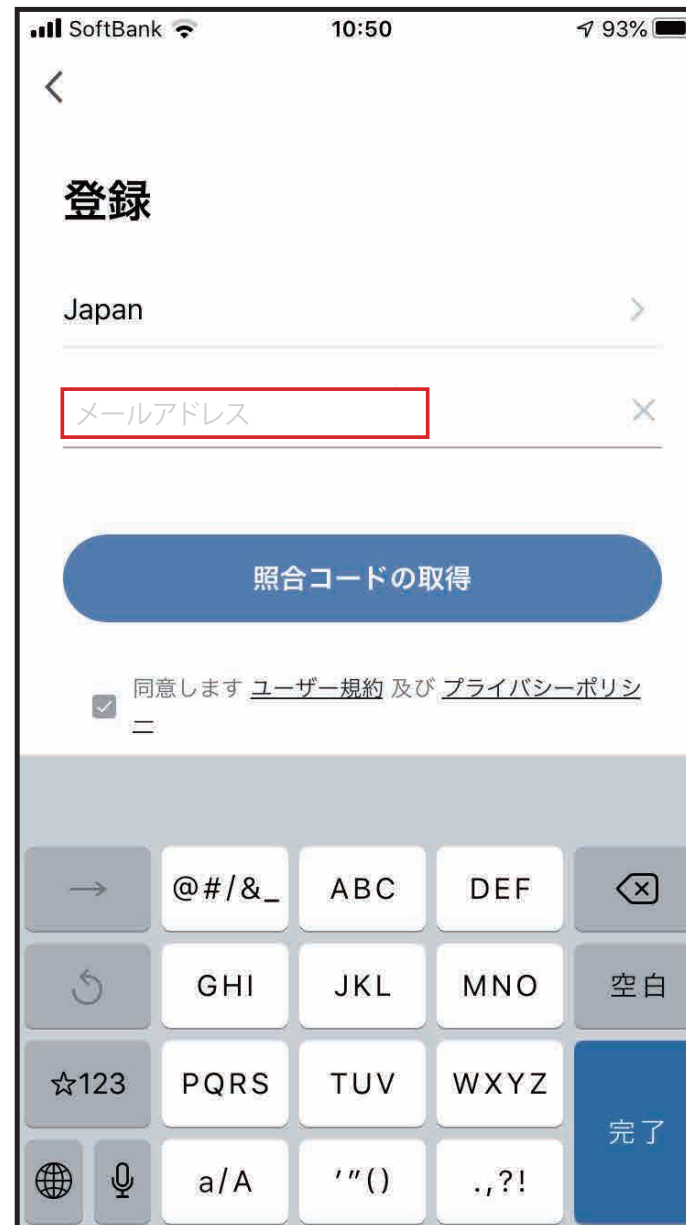 SoftBank 10:50 93%
登録
Japan
メールアドレス
照合コードの取得
同意します ユーザー規約 及び プライバシーポリシ
ー
→ @#/&_ ABC DEF
GHI JKL MNO 空白
☆123 PQRS TUV WXYZ
完了
a/A '"() .,?!